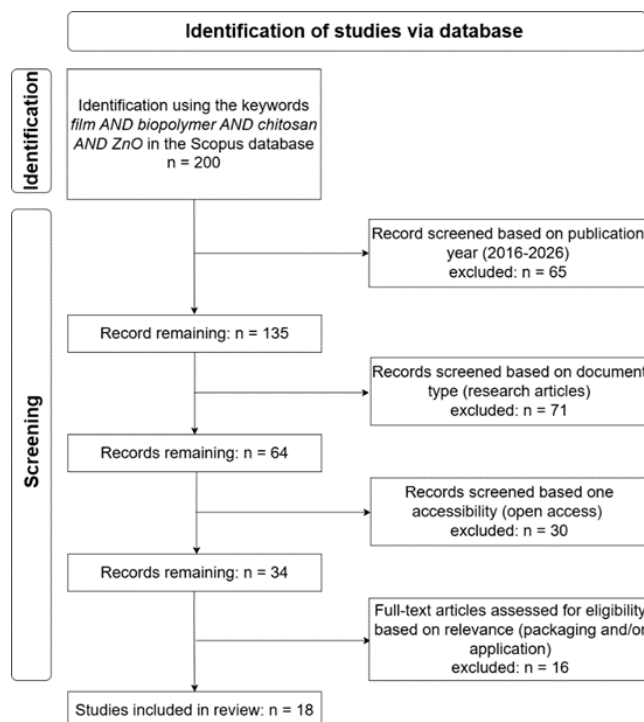 Identification of studies via database
Identification
Identification using the keywords
film AND biopolymer AND chitosan
AND ZnO in the Scopus database
n = 200
Record screened based on publication
year (2016-2026)
excluded: n = 65
Screening
Record remaining: n = 135
Records screened based on document
type (research articles)
excluded: n = 71
Records remaining: n = 64
Records screened based one
accessibility (open access)
excluded: n = 30
Records remaining: n = 34
Full-text articles assessed for eligibility
based on relevance (packaging and/or
application)
excluded: n = 16
Studies included in review: n = 18